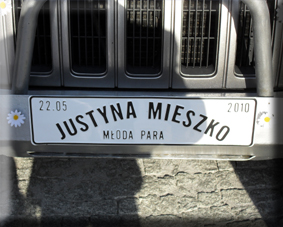 22.05 2010
JUSTYNA MIESZKO
MŁODA PARA